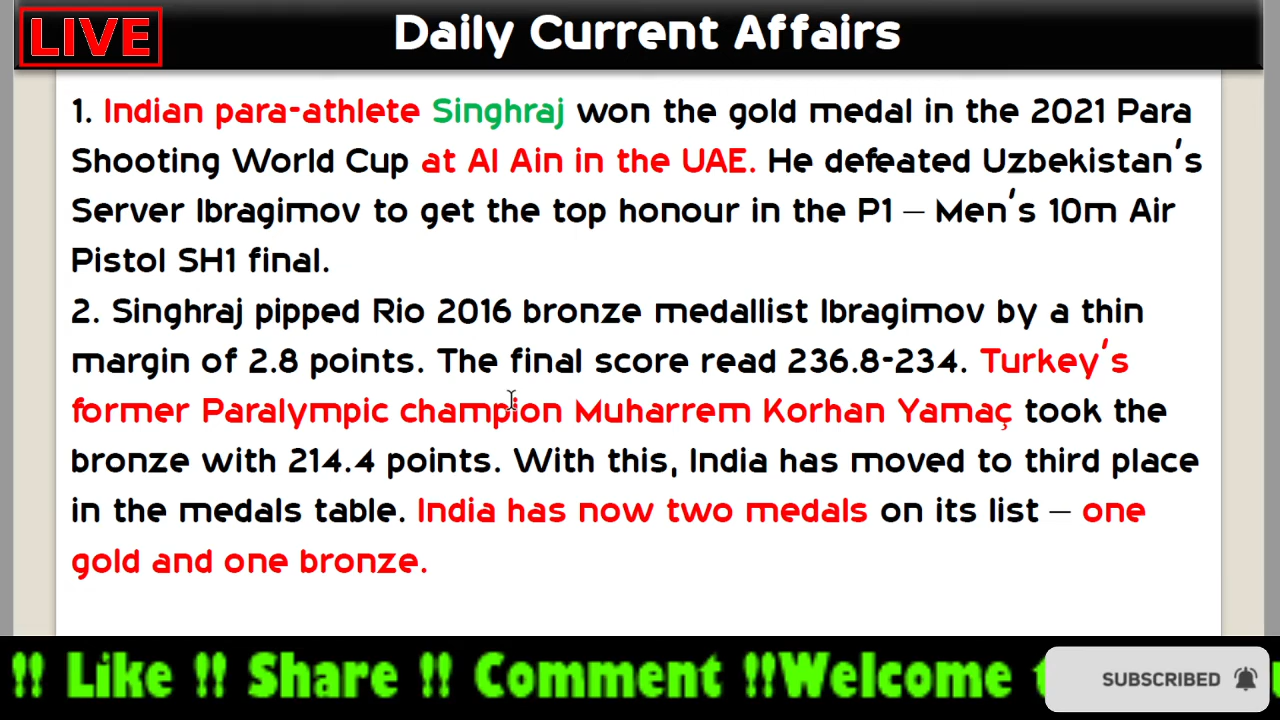 LIVE
Daily Current Affairs
1. Indian para-athlete Singhraj won the gold medal in the 2021 Para
Shooting World Cup at Al Ain in the UAE. He defeated Uzbekistan's
Server Ibragimov to get the top honour in the P1 – Men's 10m Air
Pistol SH1 final.
2. Singhraj pipped Rio 2016 bronze medallist Ibragimov by a thin
margin of 2.8 points. The final score read 236.8-234. Turkey's
former Paralympic champion Muharrem Korhan Yamaç took the
bronze with 214.4 points. With this, India has moved to third place
in the medals table. India has now two medals on its list – one
gold and one bronze.
!! Like !! Share !! Comment !!Welcome
SUBSCRIBED